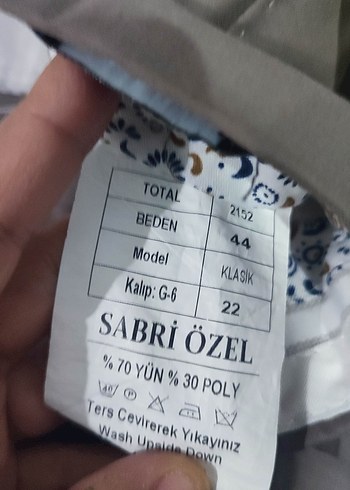 TOTAL 2152
BEDEN 44
Model KLASİK
Kalıp: G-6 22
SABRİ ÖZEL
% 70 YÜN % 30 POLY
40 P
Ters Cevirerek Yıkayınız
Wash Upside Down